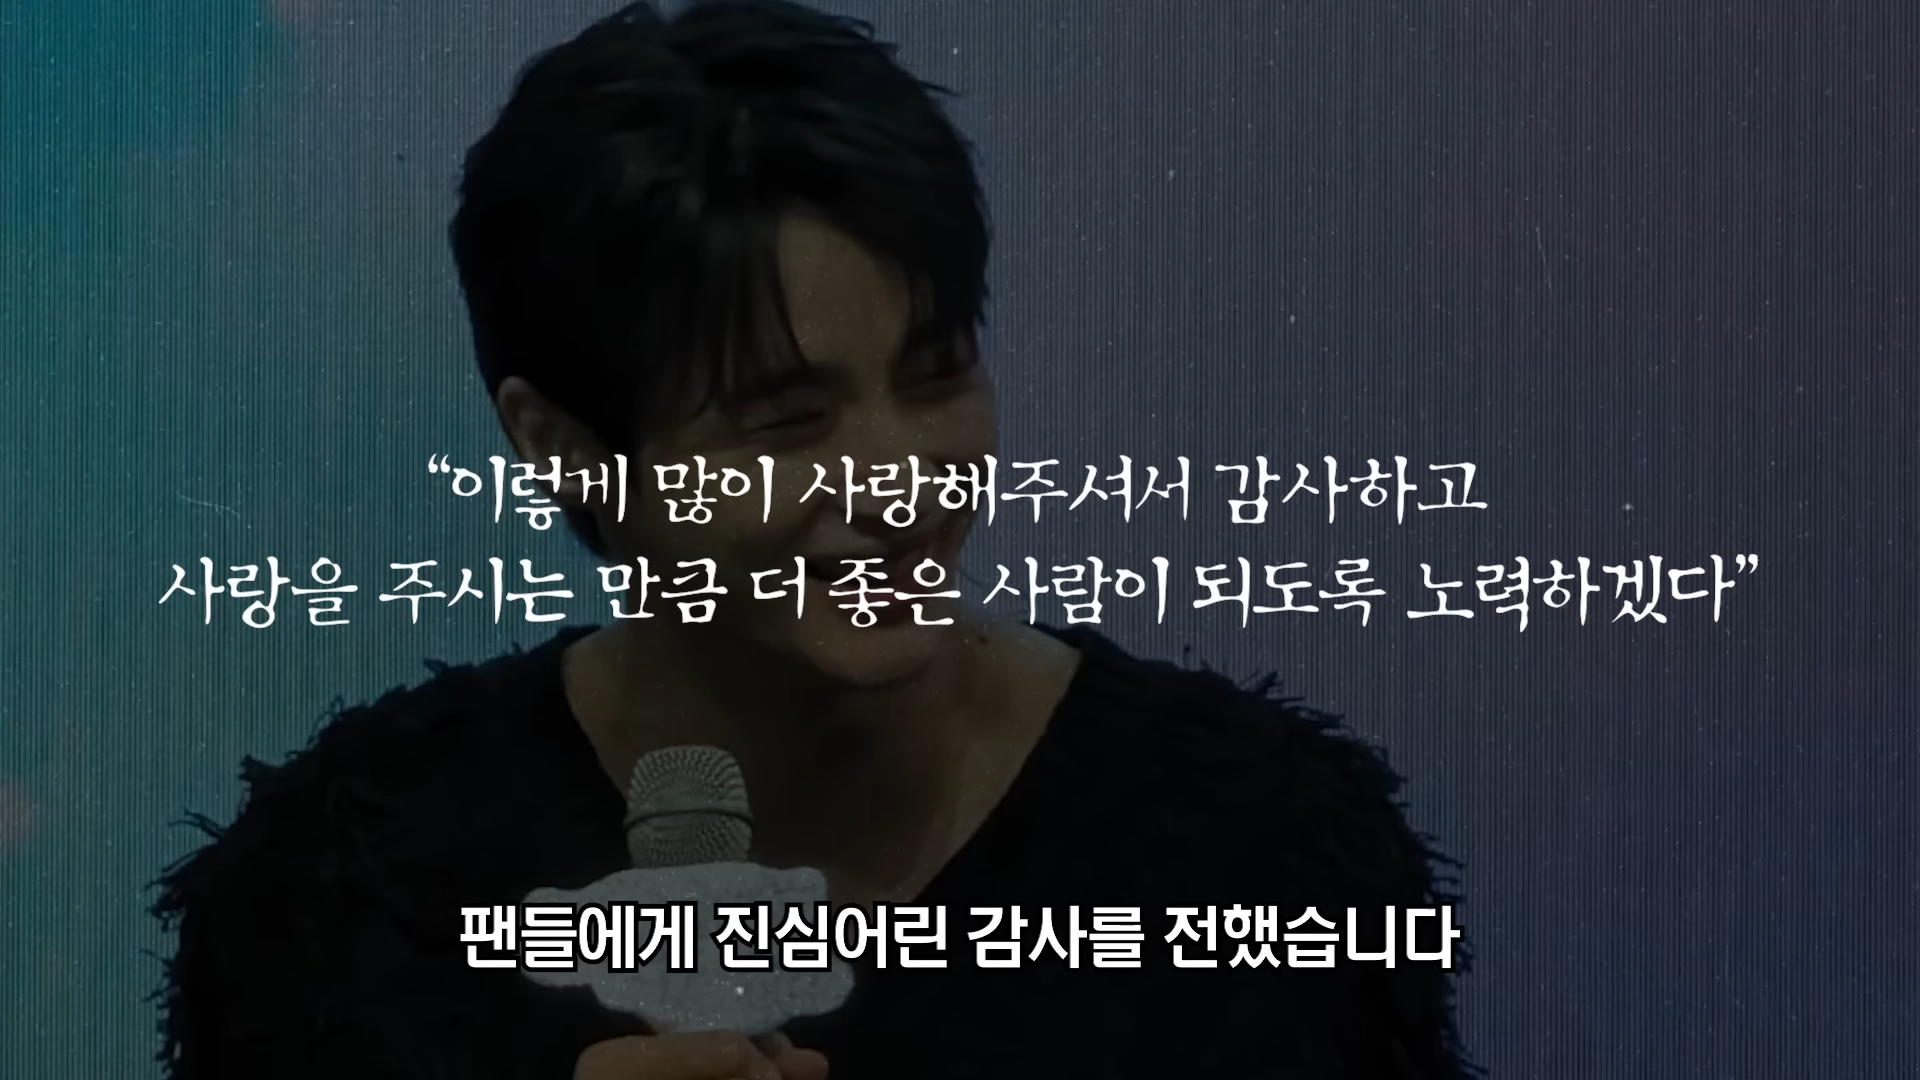 “이렇게 많이 사랑해주셔서 감사하고
사랑을 주시는 만큼 더 좋은 사람이 되도록 노력하겠다”
팬들에게 진심어린 감사를 전했습니다